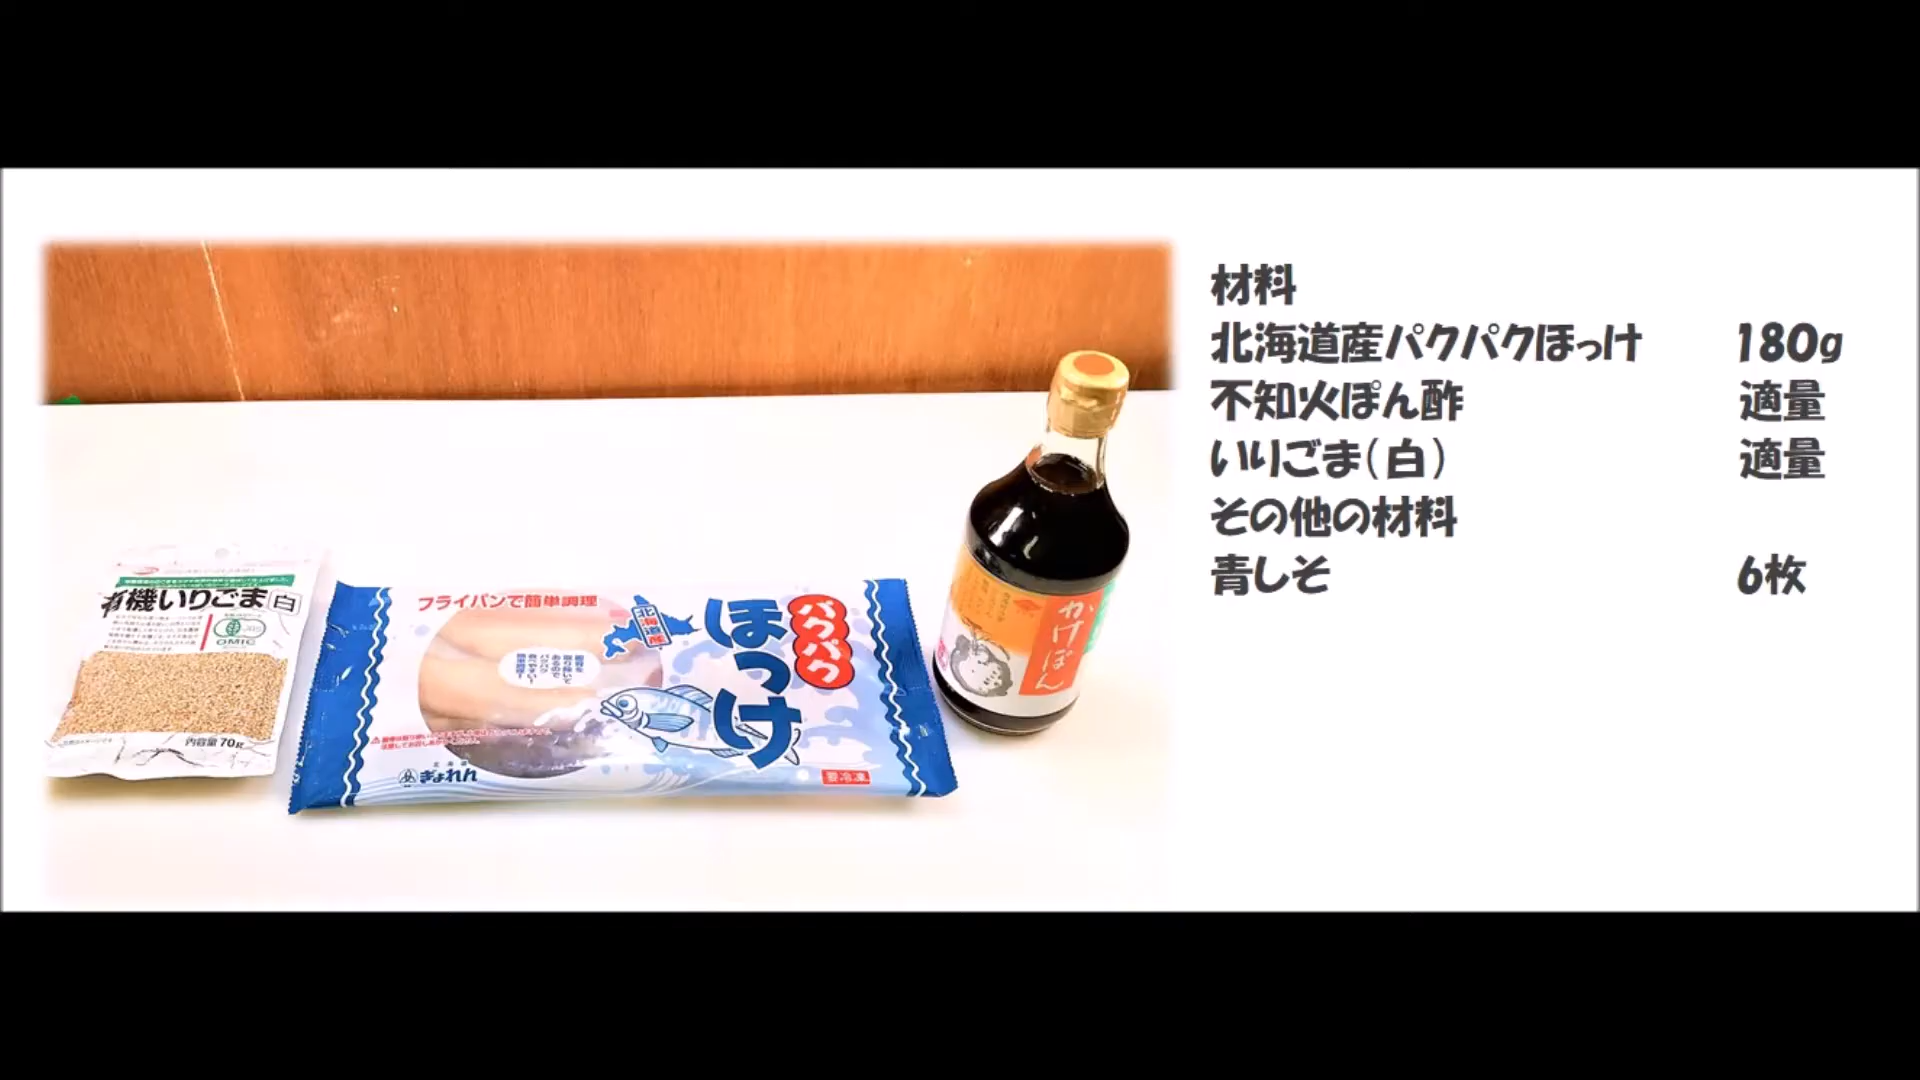 材料
北海道産パクパクほっけ 180g
不知火ぽん酢 適量
いりごま(白) 適量
その他の材料
青しそ 6枚
有機いりごま 白
OMIC
内容量 70g
フライパンで簡単調理
北海道産
パクパク
ほっけ
ぎょれん
要冷凍
かけぽん